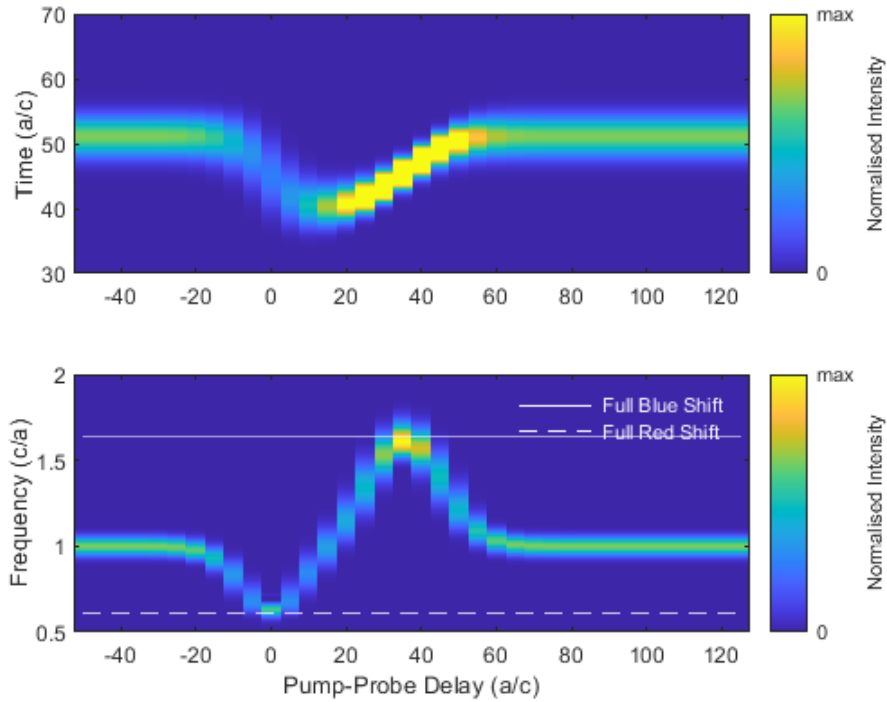 70
60
50
40
30
Time (a/c)
-40 -20 0 20 40 60 80 100 120
max
0
Normalised Intensity
2
1.5
1
0.5
Frequency (c/a)
Full Blue Shift
Full Red Shift
-40 -20 0 20 40 60 80 100 120
Pump-Probe Delay (a/c)
max
0
Normalised Intensity